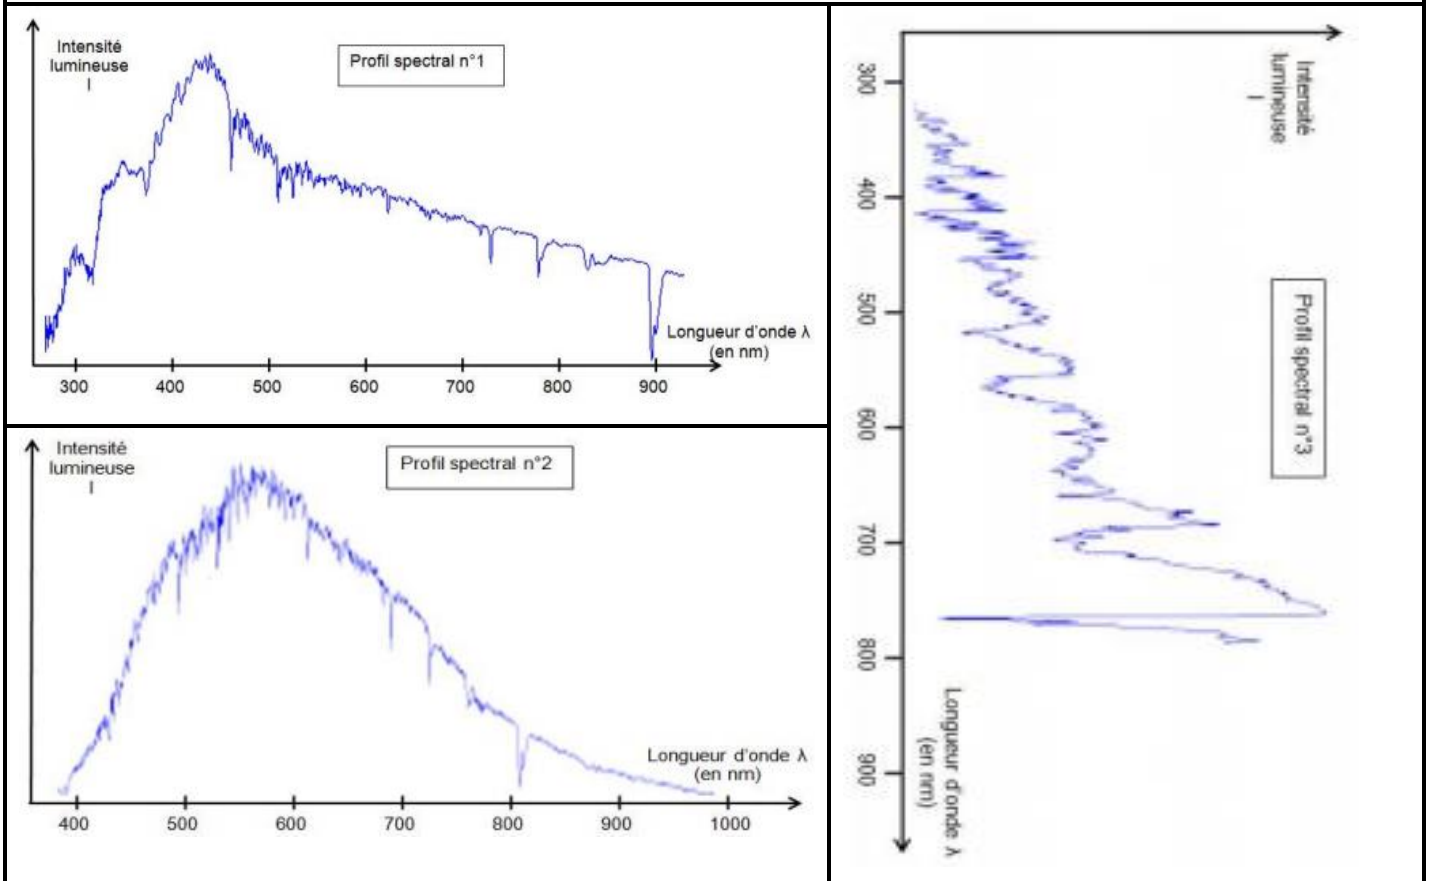 Intensité
lumineuse
I
Profil spectral n°1
Longueur d'onde λ
(en nm)
300 400 500 600 700 800 900
Intensité
lumineuse
I
Profil spectral n°2
Longueur d'onde λ
(en nm)
400 500 600 700 800 900 1000
Intensité
lumineuse
I
Profil spectral n°3
300 400 500 600 700 800 900
Longueur d'onde λ
(en nm)